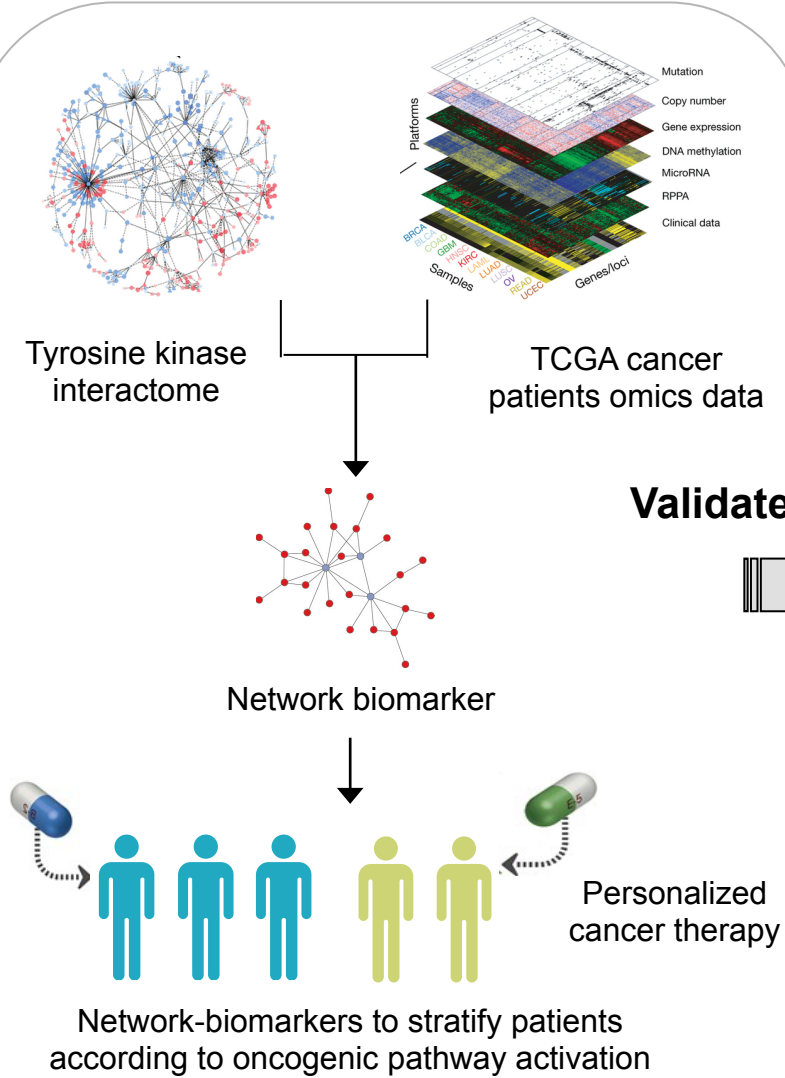 Mutation
Copy number
Gene expression
DNA methylation
MicroRNA
RPPA
Clinical data
Platforms
BRCA
BLCA
COAD
GBM
HNSC
KIRC
LAML
LUAD
LUSC
OV
READ
UCEC
Samples
Genes/loci
Tyrosine kinase
interactome
TCGA cancer
patients omics data
Validate
Network biomarker
E-5
Personalized
cancer therapy
Network-biomarkers to stratify patients
according to oncogenic pathway activation